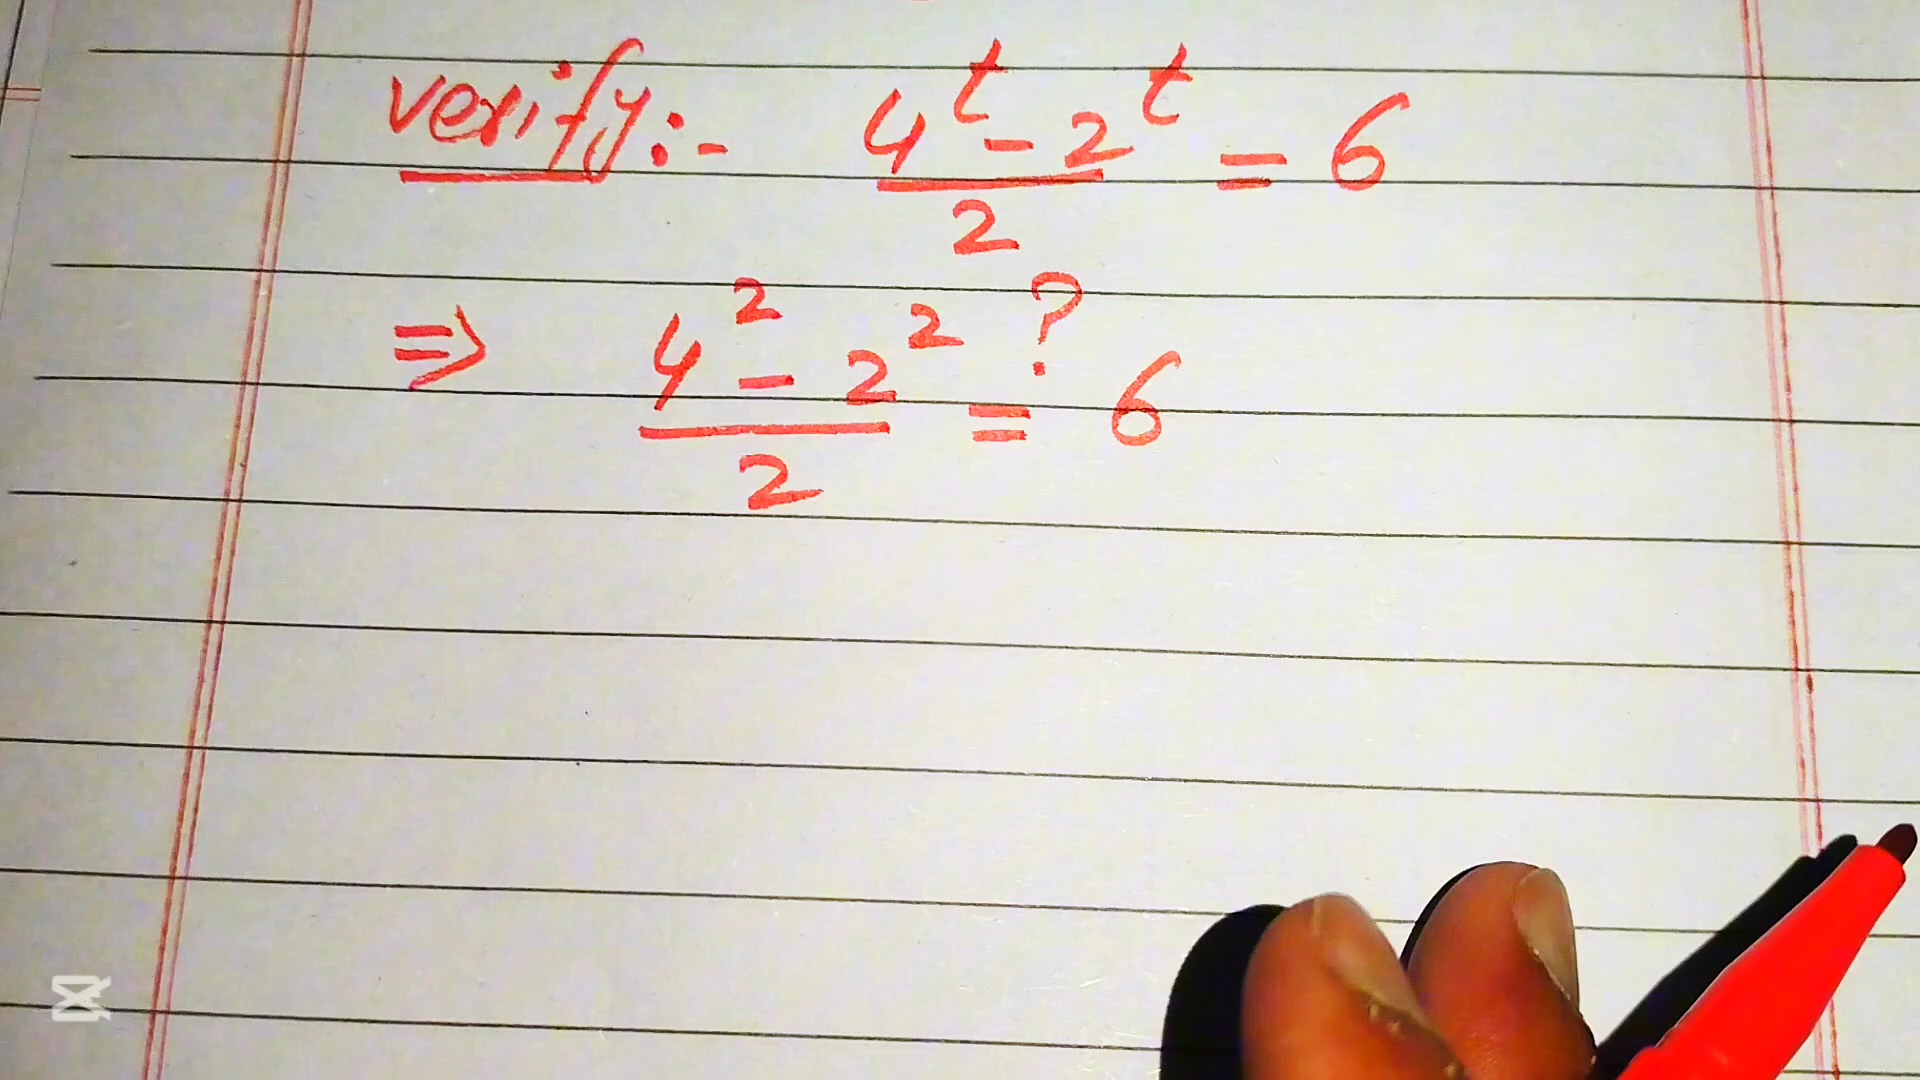 verify:- 4^t - 2^t / 2 = 6
=> 4^2 - 2^2 / 2 =? 6